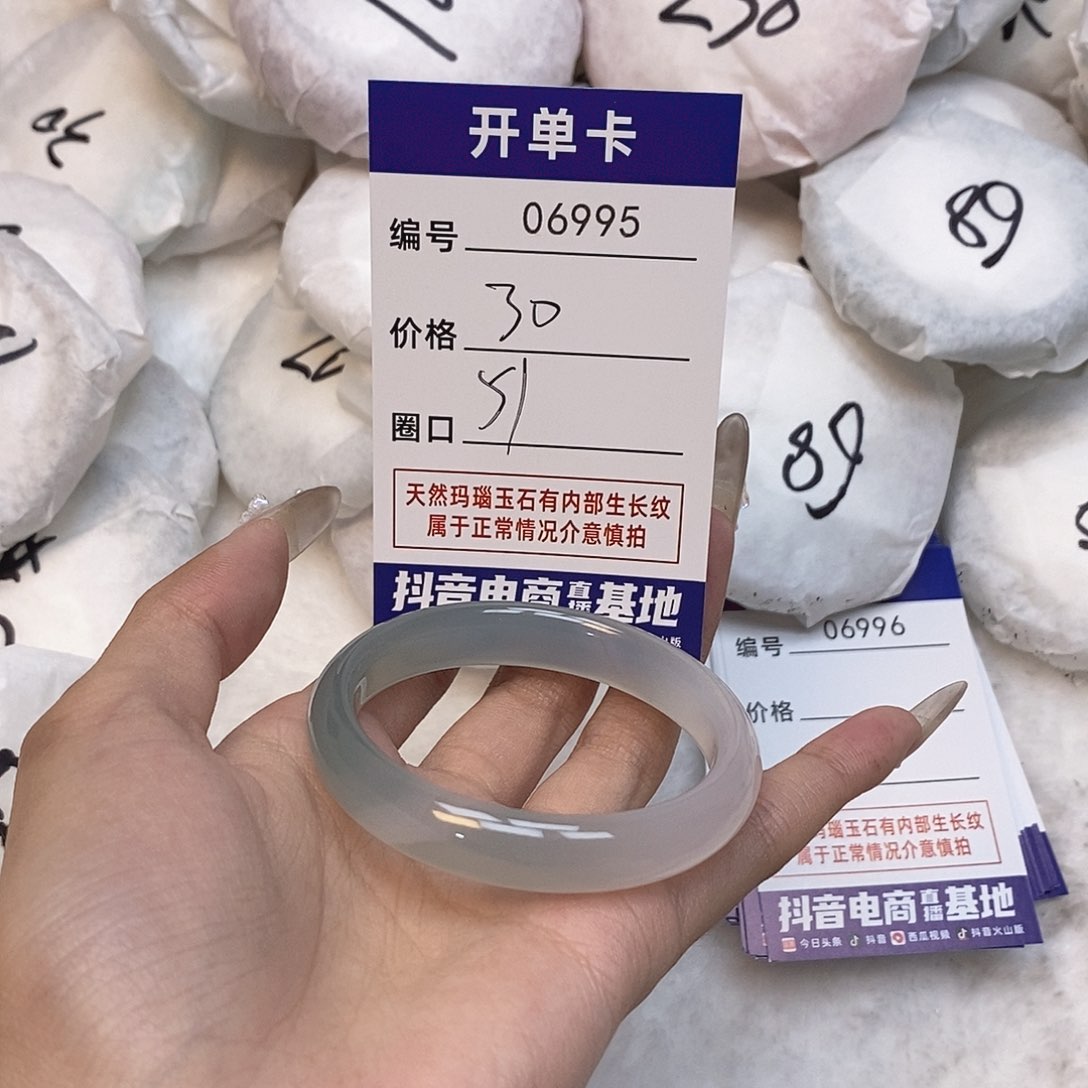 开单卡
编号 06995
价格 30
圈口 51
天然玛瑙玉石有内部生长纹
属于正常情况介意慎拍
抖音电商直播基地
山版
编号 06996
价格
玛瑙玉石有内部生长纹
属于正常情况介意慎拍
抖音电商直播基地
今日头条 抖音 西瓜视频 抖音火山版
89
89
27